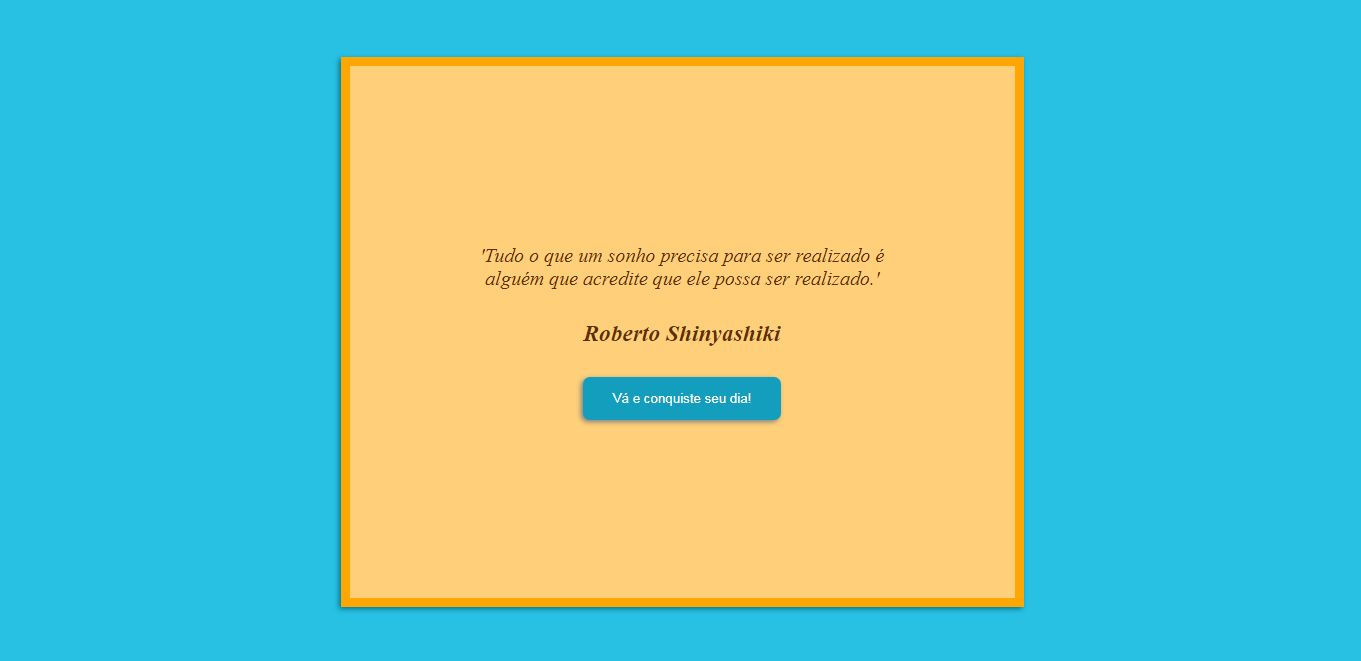 'Tudo o que um sonho precisa para ser realizado é
alguém que acredite que ele possa ser realizado.'
Roberto Shinyashiki
Vá e conquiste seu dia!